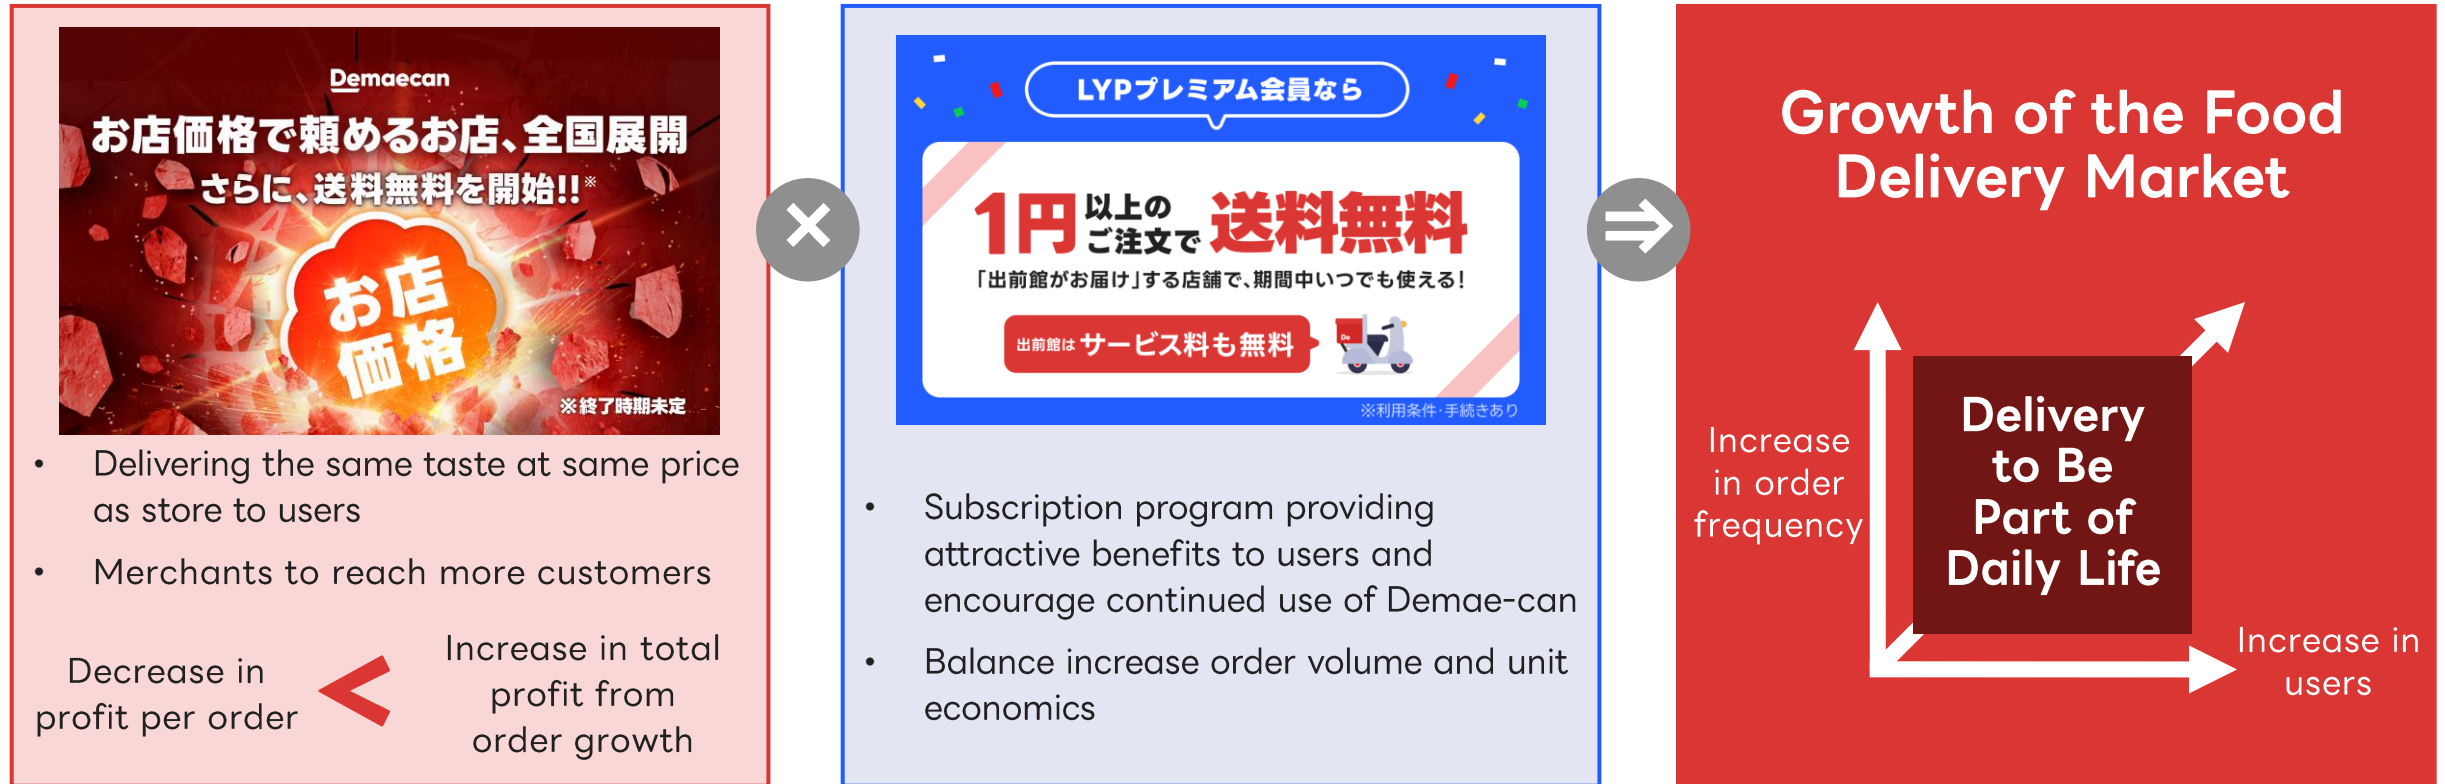 Demaecan
お店価格で頼めるお店、全国展開
さらに、送料無料を開始!!※
お店
価格
※終了時期未定
• Delivering the same taste at same price
as store to users
• Merchants to reach more customers
Decrease in
profit per order
<
Increase in total
profit from
order growth
×
LYPプレミアム会員なら
1円以上の
ご注文で送料無料
「出前館がお届け」する店舗で、期間中いつでも使える!
出前館はサービス料も無料
De
※利用条件・手続きあり
• Subscription program providing
attractive benefits to users and
encourage continued use of Demae-can
• Balance increase order volume and unit
economics
⇒
Growth of the Food
Delivery Market
Increase
in order
frequency
Delivery
to Be
Part of
Daily Life
Increase in
users